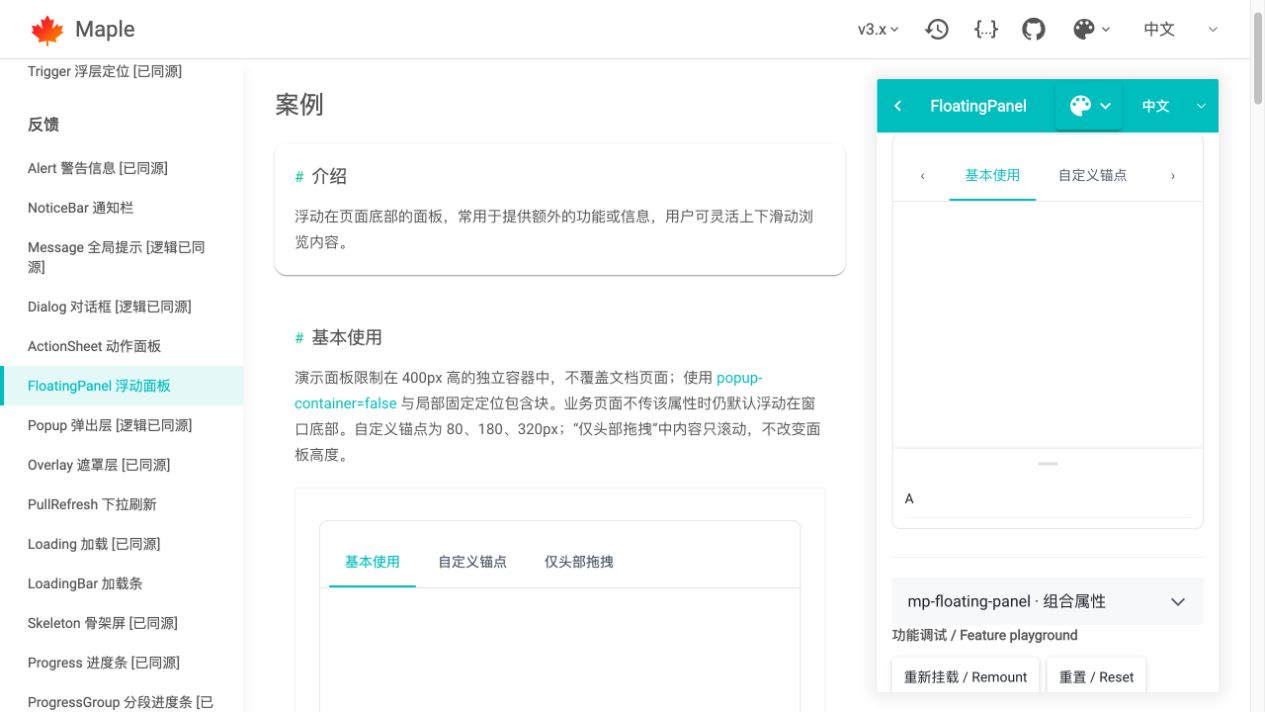 Maple
v3.x
{...}
中文
Trigger 浮层定位 [已同源]
反馈
Alert 警告信息 [已同源]
NoticeBar 通知栏
Message 全局提示 [逻辑已同
源]
Dialog 对话框 [逻辑已同源]
ActionSheet 动作面板
FloatingPanel 浮动面板
Popup 弹出层 [逻辑已同源]
Overlay 遮罩层 [已同源]
PullRefresh 下拉刷新
Loading 加载 [已同源]
LoadingBar 加载条
Skeleton 骨架屏 [已同源]
Progress 进度条 [已同源]
ProgressGroup 分段进度条 [已
案例
# 介绍
浮动在页面底部的面板，常用于提供额外的功能或信息，用户可灵活上下滑动浏
览内容。
# 基本使用
演示面板限制在 400px 高的独立容器中，不覆盖文档页面；使用 popup-
container=false 与局部固定定位包含块。业务页面不传该属性时仍默认浮动在窗
口底部。自定义锚点为 80、180、320px；“仅头部拖拽”中内容只滚动，不改变面
板高度。
基本使用
自定义锚点
仅头部拖拽
FloatingPanel
中文
‹
基本使用
自定义锚点
›
A
mp-floating-panel · 组合属性
功能调试 / Feature playground
重新挂载 / Remount
重置 / Reset